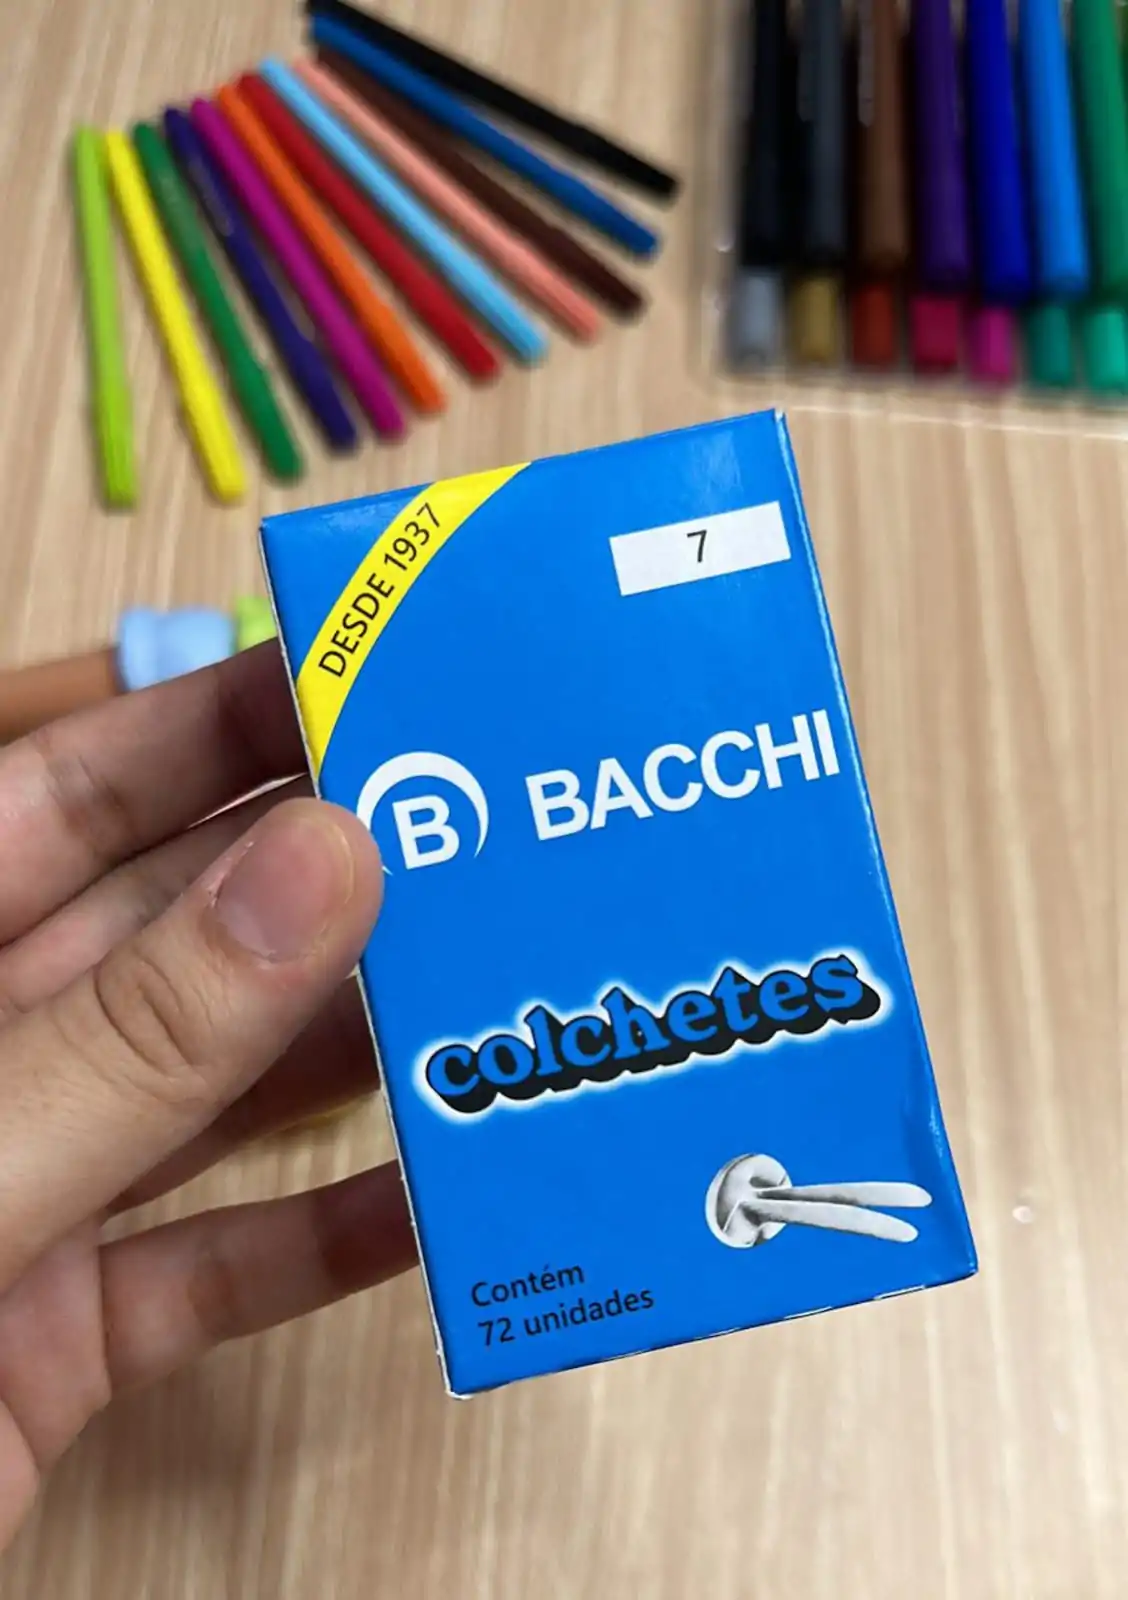 DESDE 1937
7
B BACCHI
colchetes
Contém
72 unidades